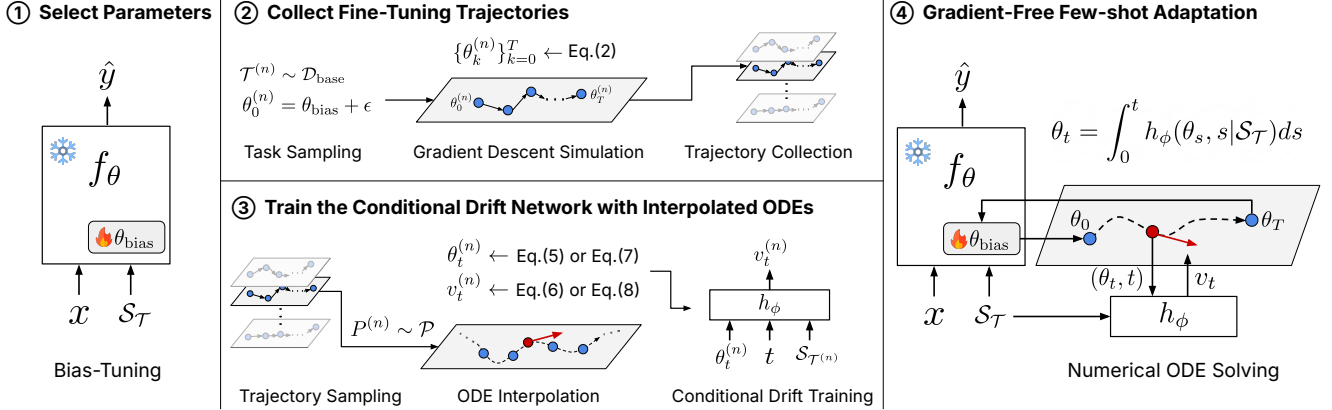 ① Select Parameters
ŷ
f_θ
θ_bias
x
S_T
Bias-Tuning
② Collect Fine-Tuning Trajectories
{θ_k^{(n)}}_{k=0}^T ← Eq.(2)
T^{(n)} ∼ D_base
θ_0^{(n)} = θ_bias + ϵ
θ_0^{(n)}
θ_T^{(n)}
Task Sampling
Gradient Descent Simulation
Trajectory Collection
③ Train the Conditional Drift Network with Interpolated ODEs
θ_t^{(n)} ← Eq.(5) or Eq.(7)
v_t^{(n)} ← Eq.(6) or Eq.(8)
P^{(n)} ∼ P
v_t^{(n)}
h_ϕ
θ_t^{(n)}
t
S_{T^{(n)}}
Trajectory Sampling
ODE Interpolation
Conditional Drift Training
④ Gradient-Free Few-shot Adaptation
ŷ
θ_t = ∫_0^t h_ϕ(θ_s, s|S_T)ds
f_θ
θ_bias
θ_0
θ_T
(θ_t, t)
v_t
x
S_T
h_ϕ
Numerical ODE Solving